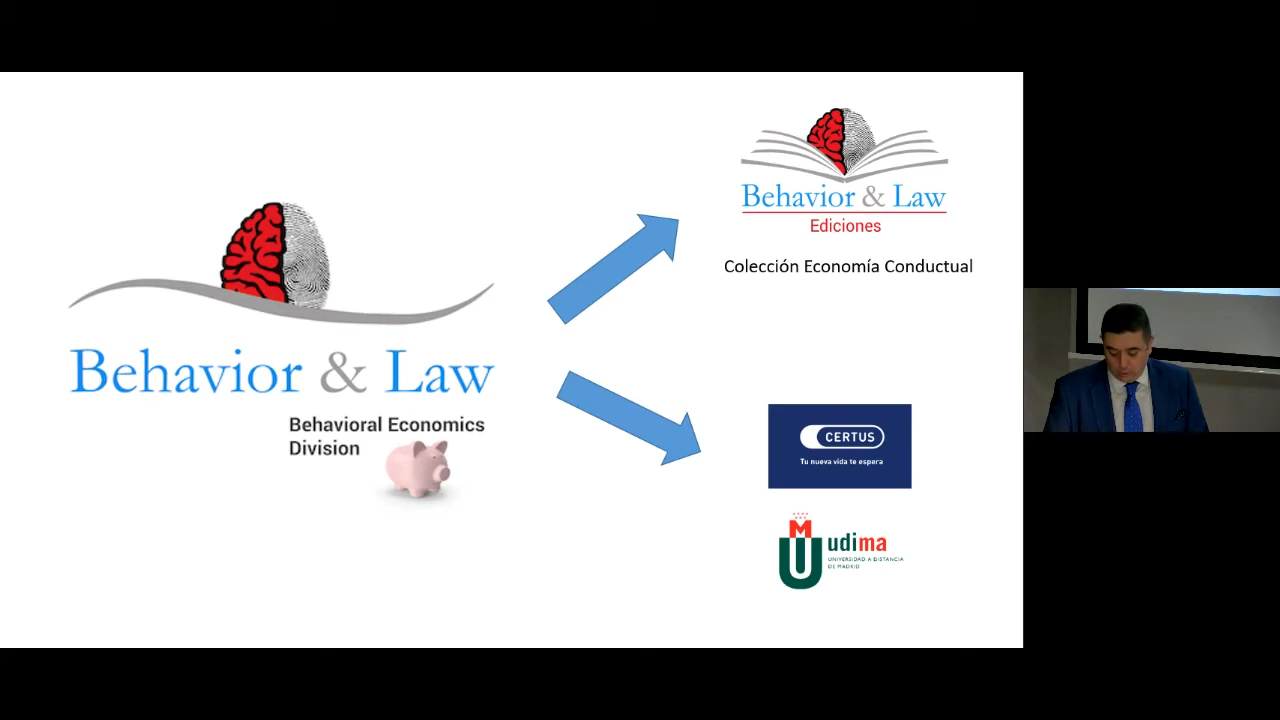 Behavior & Law
Behavioral Economics
Division
Behavior & Law
Ediciones
Colección Economía Conductual
CERTUS
Tu nueva vida te espera
udima
UNIVERSIDAD A DISTANCIA
DE MADRID